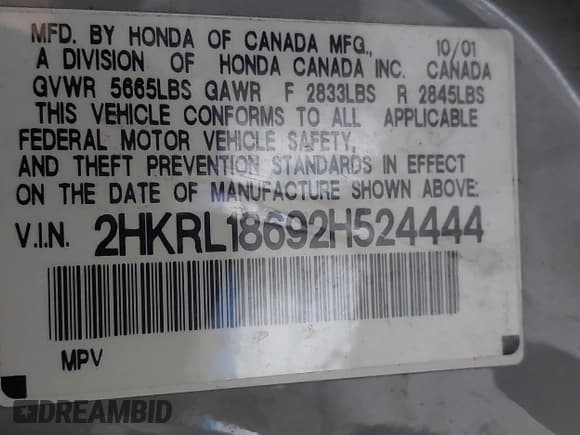 MFD. BY HONDA OF CANADA MFG., 10/01
A DIVISION OF HONDA CANADA INC. CANADA
GVWR 5665LBS GAWR F 2833LBS R 2845LBS
THIS VEHICLE CONFORMS TO ALL APPLICABLE
FEDERAL MOTOR VEHICLE SAFETY,
AND THEFT PREVENTION STANDARDS IN EFFECT
ON THE DATE OF MANUFACTURE SHOWN ABOVE:
V.I.N. 2HKRL18692H524444
MPV
DREAMBID